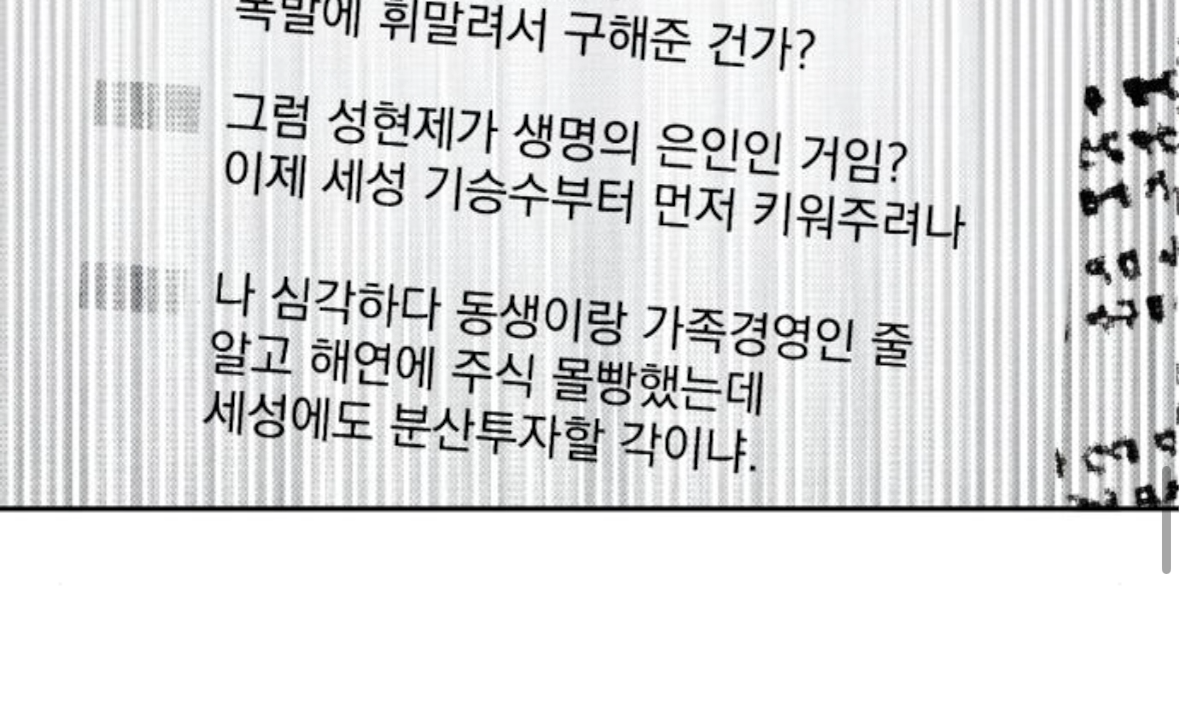 폭발에 휘말려서 구해준 건가?
그럼 성현제가 생명의 은인인 거임?
이제 세성 기승수부터 먼저 키워주려나
나 심각하다 동생이랑 가족경영인 줄
알고 해연에 주식 몰빵했는데
세성에도 분산투자할 각이냐.